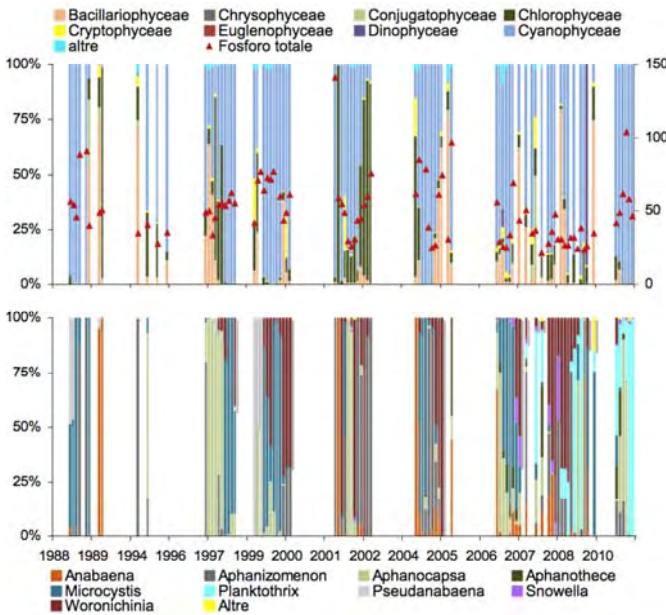 Bacillariophyceae Chrysophyceae Conjugatophyceae Chlorophyceae
Cryptophyceae Euglenophyceae Dinophyceae Cyanophyceae
altre Fosforo totale
100% 150
75%
100
50%
50
25%
0% 0
100%
75%
50%
25%
0%
1988 1989 1994 1996 1997 1999 2000 2001 2002 2004 2005 2006 2007 2008 2010
Anabaena Aphanizomenon Aphanocapsa Aphanothece
Microcystis Planktothrix Pseudanabaena Snowella
Woronichinia Altre